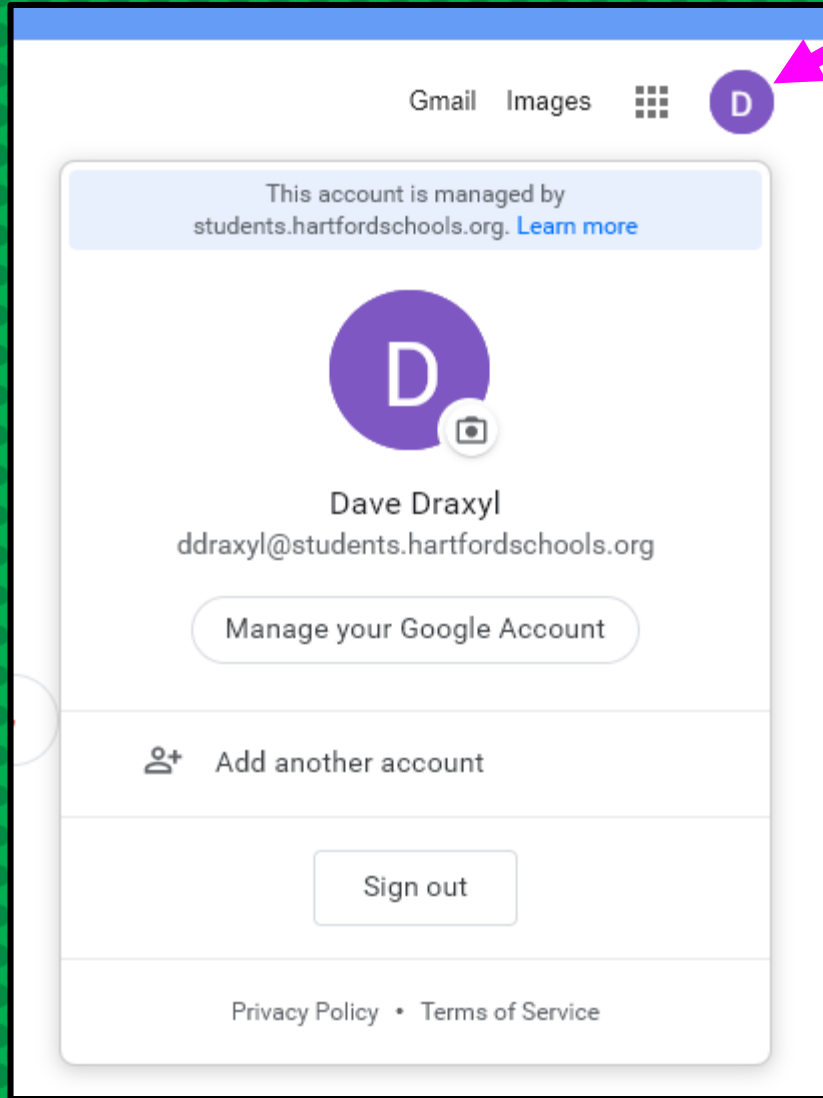 Gmail Images D
This account is managed by
students.hartfordschools.org. Learn more
D
Dave Draxyl
ddraxyl@students.hartfordschools.org
Manage your Google Account
Add another account
Sign out
Privacy Policy • Terms of Service